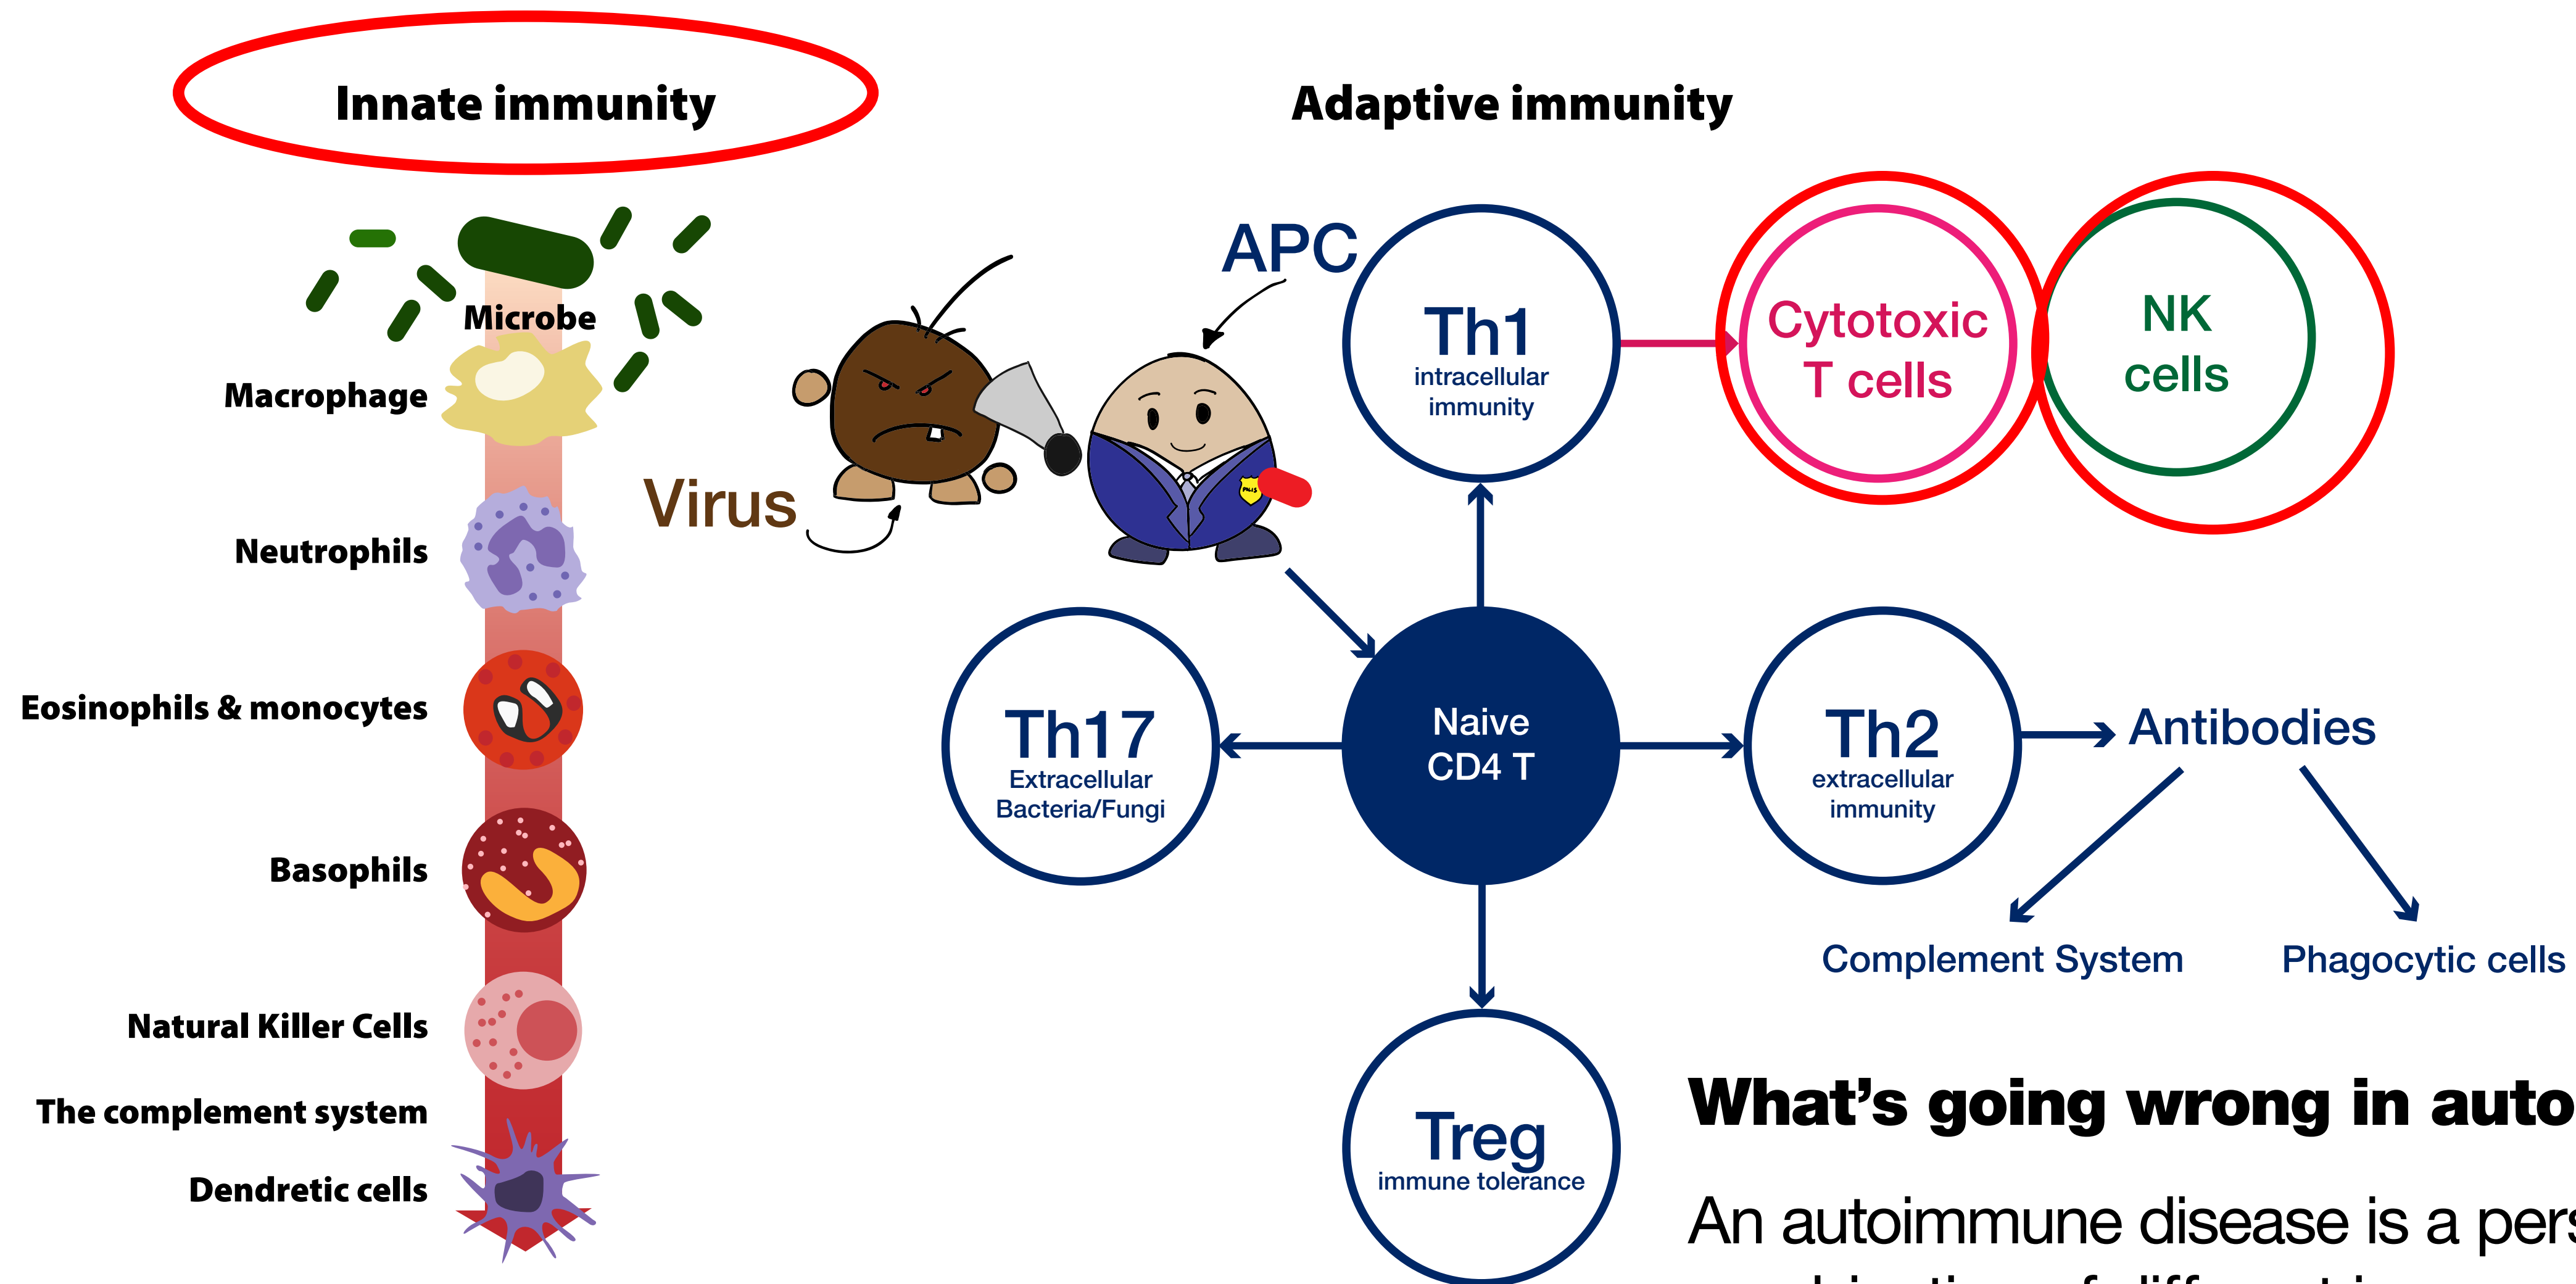 Innate immunity
Microbe
Macrophage
Neutrophils
Eosinophils & monocytes
Basophils
Natural Killer Cells
The complement system
Dendretic cells
Adaptive immunity
Virus
APC
POLIS
Th1
intracellular
immunity
Cytotoxic
T cells
NK
cells
Th17
Extracellular
Bacteria/Fungi
Naive
CD4 T
Th2
extracellular
immunity
Antibodies
Complement System
Phagocytic cells
Treg
immune tolerance
What's going wrong in auto
An autoimmune disease is a pers